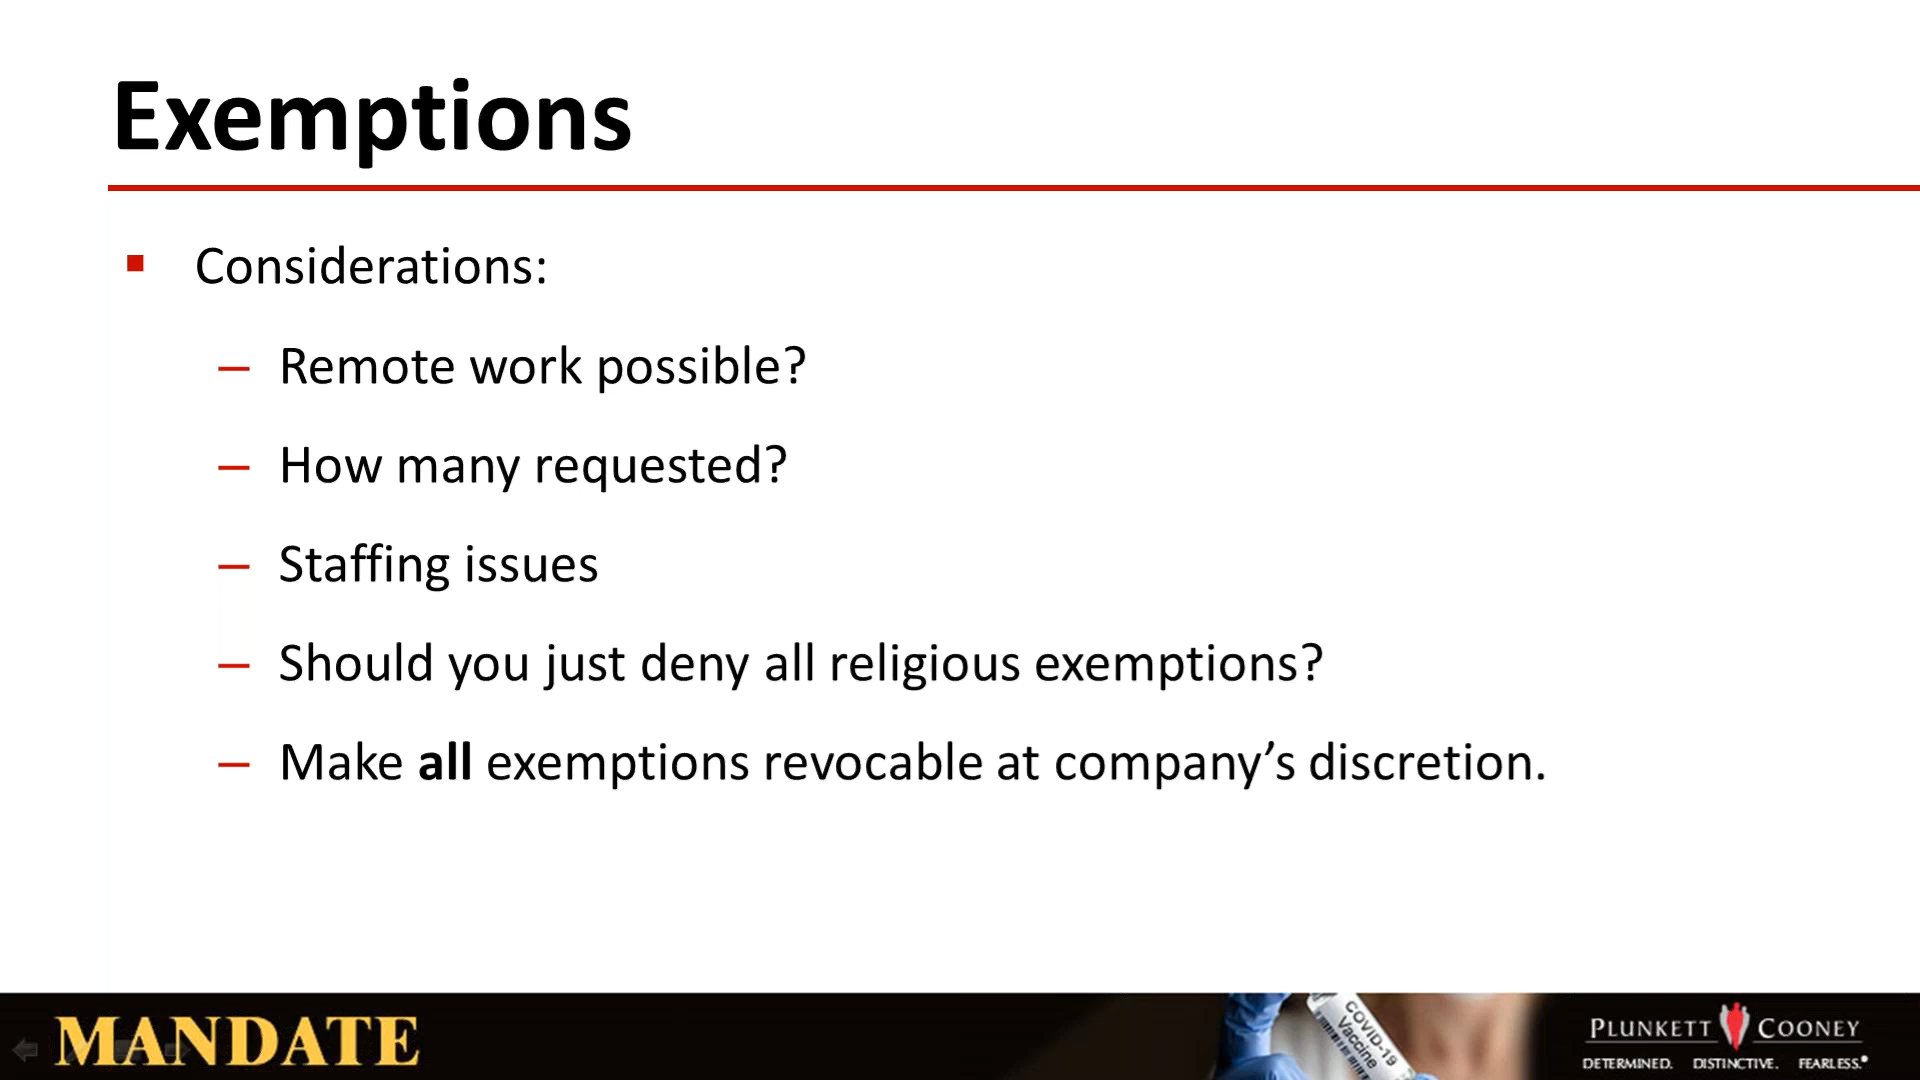 Exemptions
▪ Considerations:
– Remote work possible?
– How many requested?
– Staffing issues
– Should you just deny all religious exemptions?
– Make all exemptions revocable at company’s discretion.
MANDATE
COVID-19
Vaccine
PLUNKETT COONEY
DETERMINED. DISTINCTIVE. FEARLESS.